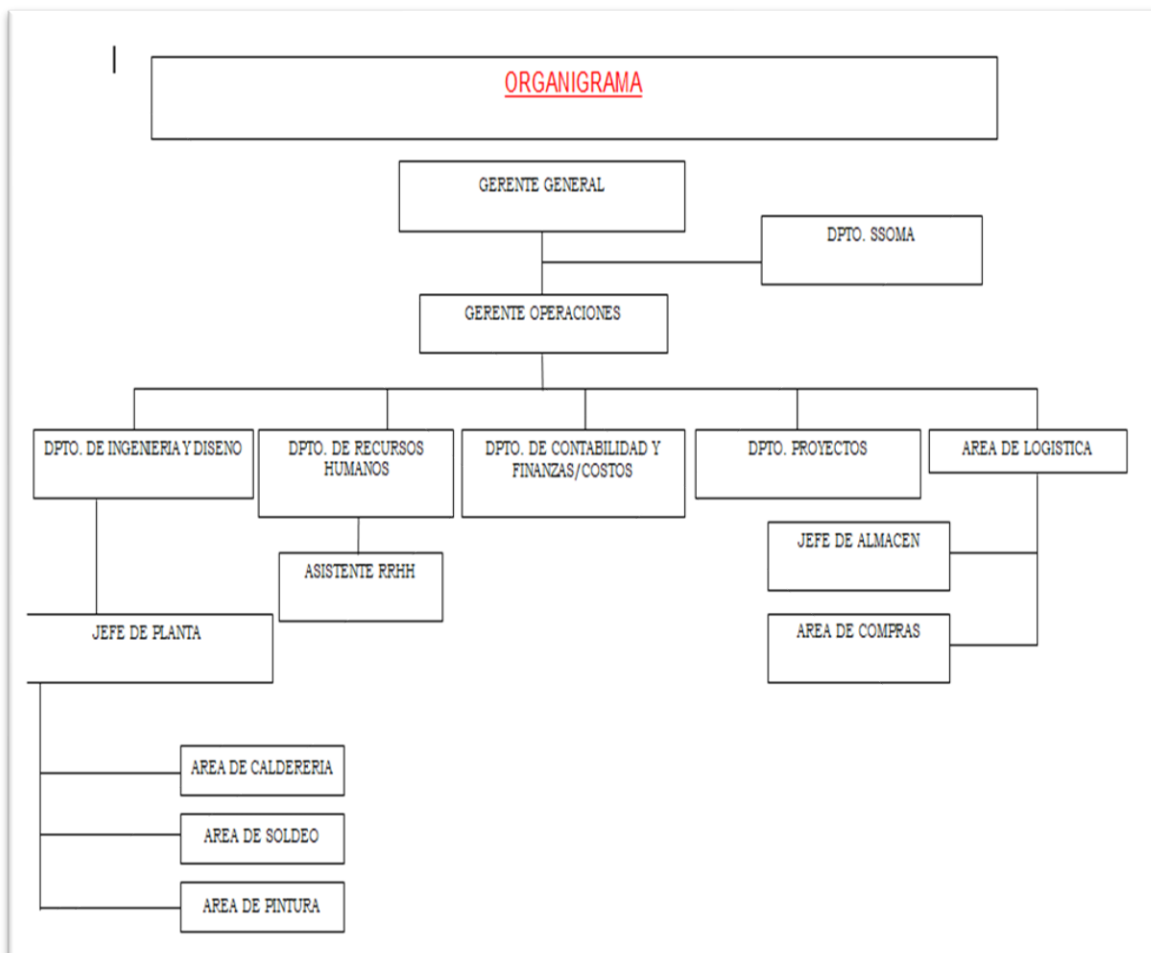 ORGANIGRAMA
GERENTE GENERAL
DPTO. SSOMA
GERENTE OPERACIONES
DPTO. DE INGENIERIA Y DISENO
DPTO. DE RECURSOS
HUMANOS
DPTO. DE CONTABILIDAD Y
FINANZAS/COSTOS
DPTO. PROYECTOS
AREA DE LOGISTICA
JEFE DE ALMACEN
ASISTENTE RRHH
JEFE DE PLANTA
AREA DE COMPRAS
AREA DE CALDERERIA
AREA DE SOLDEO
AREA DE PINTURA